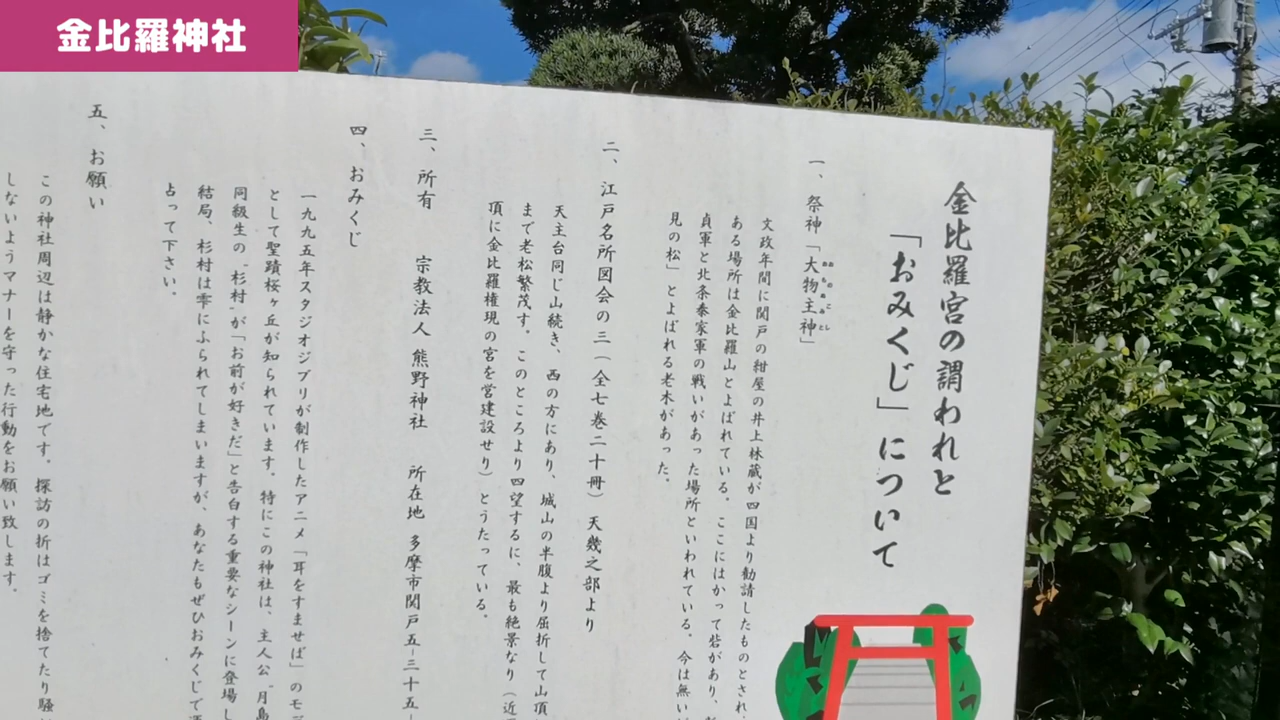 金比羅神社
金比羅宮の謂われと
「おみくじ」について
一、祭神「大物主神」
おおものぬしのみこと
文政年間に関戸の紺屋の井上林蔵が四国より勧請したものとされ
ある場所は金比羅山とよばれている。ここにはかって砦があり、
貞軍と北条泰家軍の戦いがあった場所といわれている。今は無い
見の松」とよばれる老木があった。
二、江戸名所図会の三(全七巻二十冊)天幾之部より
天主台同じ山続き、西の方にあり、城山の半腹より屈折して山頂
まで老松繁茂す。このところより四望するに、最も絶景なり(近
頂に金比羅権現の宮を営建設せり)とうたっている。
三、所有 宗教法人 熊野神社 所在地 多摩市関戸五-三十五-
四、おみくじ
一九九五年スタジオジブリが制作したアニメ「耳をすませば」のモデ
として聖蹟桜ヶ丘が知られています。特にこの神社は、主人公"月島
同級生の"杉村"が「お前が好きだ」と告白する重要なシーンに登場し
結局、杉村は雫にふられてしまいますが、あなたもぜひおみくじで
占って下さい。
五、お願い
この神社周辺は静かな住宅地です。探訪の折はゴミを捨てたり騒
しないようマナーを守った行動をお願い致します。